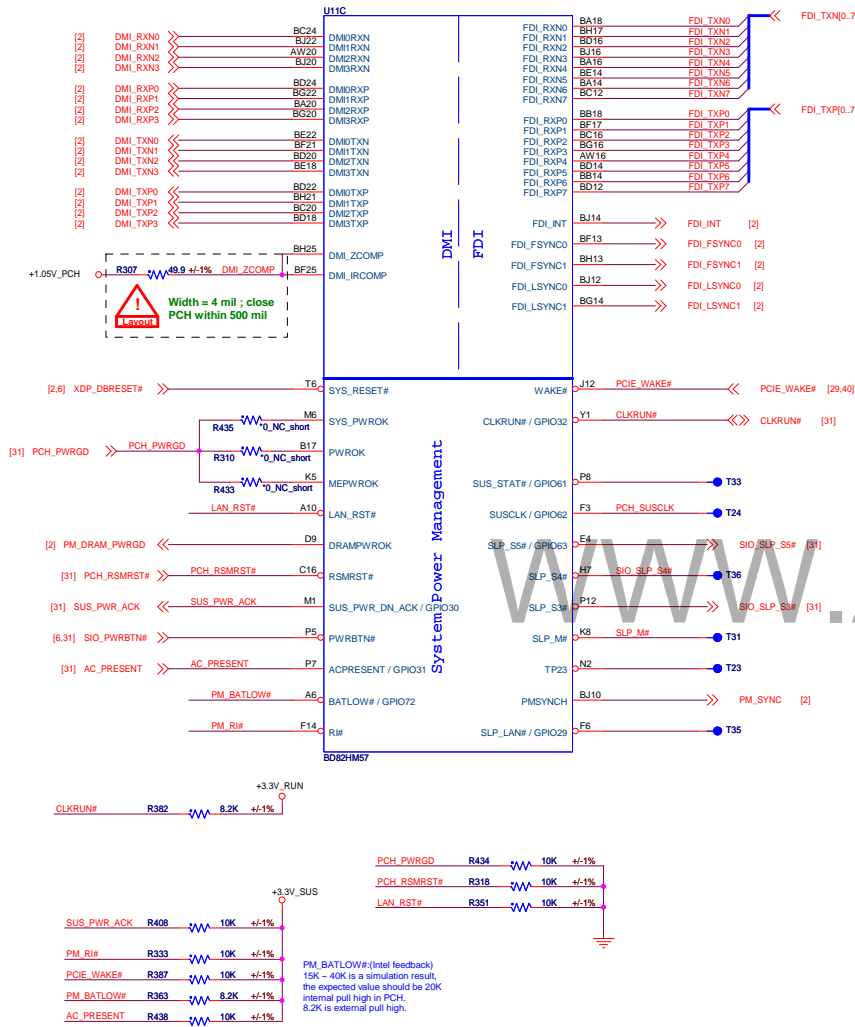 U11C
[2] DMI_RXN0 BC24 DMI0RXN
[2] DMI_RXN1 BJ22 DMI1RXN
[2] DMI_RXN2 AW20 DMI2RXN
[2] DMI_RXN3 BJ20 DMI3RXN
[2] DMI_RXP0 BD24 DMI0RXP
[2] DMI_RXP1 BG22 DMI1RXP
[2] DMI_RXP2 BA20 DMI2RXP
[2] DMI_RXP3 BG20 DMI3RXP
[2] DMI_TXN0 BE22 DMI0TXN
[2] DMI_TXN1 BF21 DMI1TXN
[2] DMI_TXN2 BD20 DMI2TXN
[2] DMI_TXN3 BE18 DMI3TXN
[2] DMI_TXP0 BD22 DMI0TXP
[2] DMI_TXP1 BH21 DMI1TXP
[2] DMI_TXP2 BC20 DMI2TXP
[2] DMI_TXP3 BD18 DMI3TXP
BH25 DMI_ZCOMP
+1.05V_PCH R307 49.9 +/-1% DMI_ZCOMP BF25 DMI_IRCOMP
!
Layout
Width = 4 mil ; close
PCH within 500 mil
DMI
FDI
FDI_RXN0 BA18 FDI_TXN0 FDI_TXN[0..7
FDI_RXN1 BH17 FDI_TXN1
FDI_RXN2 BD16 FDI_TXN2
FDI_RXN3 BJ16 FDI_TXN3
FDI_RXN4 BA16 FDI_TXN4
FDI_RXN5 BE14 FDI_TXN5
FDI_RXN6 BA14 FDI_TXN6
FDI_RXN7 BC12 FDI_TXN7
FDI_RXP0 BB18 FDI_TXP0 FDI_TXP[0..7
FDI_RXP1 BF17 FDI_TXP1
FDI_RXP2 BC16 FDI_TXP2
FDI_RXP3 BG16 FDI_TXP3
FDI_RXP4 AW16 FDI_TXP4
FDI_RXP5 BD14 FDI_TXP5
FDI_RXP6 BB14 FDI_TXP6
FDI_RXP7 BD12 FDI_TXP7
FDI_INT BJ14 FDI_INT [2]
FDI_FSYNC0 BF13 FDI_FSYNC0 [2]
FDI_FSYNC1 BH13 FDI_FSYNC1 [2]
FDI_LSYNC0 BJ12 FDI_LSYNC0 [2]
FDI_LSYNC1 BG14 FDI_LSYNC1 [2]
[2,6] XDP_DBRESET# T6 SYS_RESET#
R435 *0_NC_short M6 SYS_PWROK
[31] PCH_PWRGD PCH_PWRGD R310 *0_NC_short B17 PWROK
R433 *0_NC_short K5 MEPWROK
LAN_RST# A10 LAN_RST#
[2] PM_DRAM_PWRGD D9 DRAMPWROK
[31] PCH_RSMRST# PCH_RSMRST# C16 RSMRST#
[31] SUS_PWR_ACK SUS_PWR_ACK M1 SUS_PWR_DN_ACK / GPIO30
[6,31] SIO_PWRBTN# P5 PWRBTN#
[31] AC_PRESENT AC_PRESENT P7 ACPRESENT / GPIO31
PM_BATLOW# A6 BATLOW# / GPIO72
PM_RI# F14 RI#
System Power Management
WAKE# J12 PCIE_WAKE# PCIE_WAKE# [29,40]
CLKRUN# / GPIO32 Y1 CLKRUN# CLKRUN# [31]
SUS_STAT# / GPIO61 P8 T33
SUSCLK / GPIO62 F3 PCH_SUSCLK T24
SLP_S5# / GPIO63 E4 SIO_SLP_S5# [31]
SLP_S4# H7 SIO_SLP_S4# T36
SLP_S3# P12 SIO_SLP_S3# [31]
SLP_M# K8 SLP_M# T31
TP23 N2 T23
PMSYNCH BJ10 PM_SYNC [2]
SLP_LAN# / GPIO29 F6 T35
BD82HM57
www.
+3.3V_RUN
CLKRUN# R382 8.2K +/-1%
+3.3V_SUS
SUS_PWR_ACK R408 10K +/-1%
PM_RI# R333 10K +/-1%
PCIE_WAKE# R387 10K +/-1%
PM_BATLOW# R363 8.2K +/-1%
AC_PRESENT R438 10K +/-1%
PCH_PWRGD R434 10K +/-1%
PCH_RSMRST# R318 10K +/-1%
LAN_RST# R351 10K +/-1%
PM_BATLOW#:(Intel feedback)
15K ~ 40K is a simulation result,
the expected value should be 20K
internal pull high in PCH.
8.2K is external pull high.